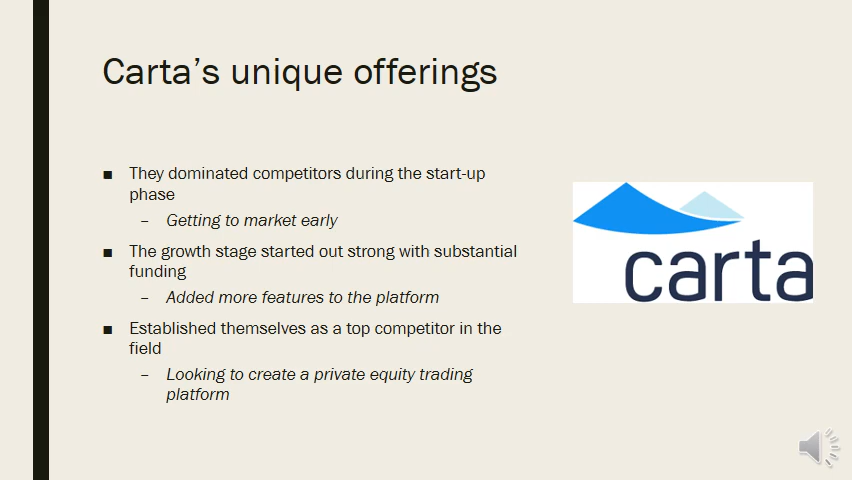 Carta’s unique offerings
■ They dominated competitors during the start-up
phase
– Getting to market early
■ The growth stage started out strong with substantial
funding
– Added more features to the platform
■ Established themselves as a top competitor in the
field
– Looking to create a private equity trading
platform
carta